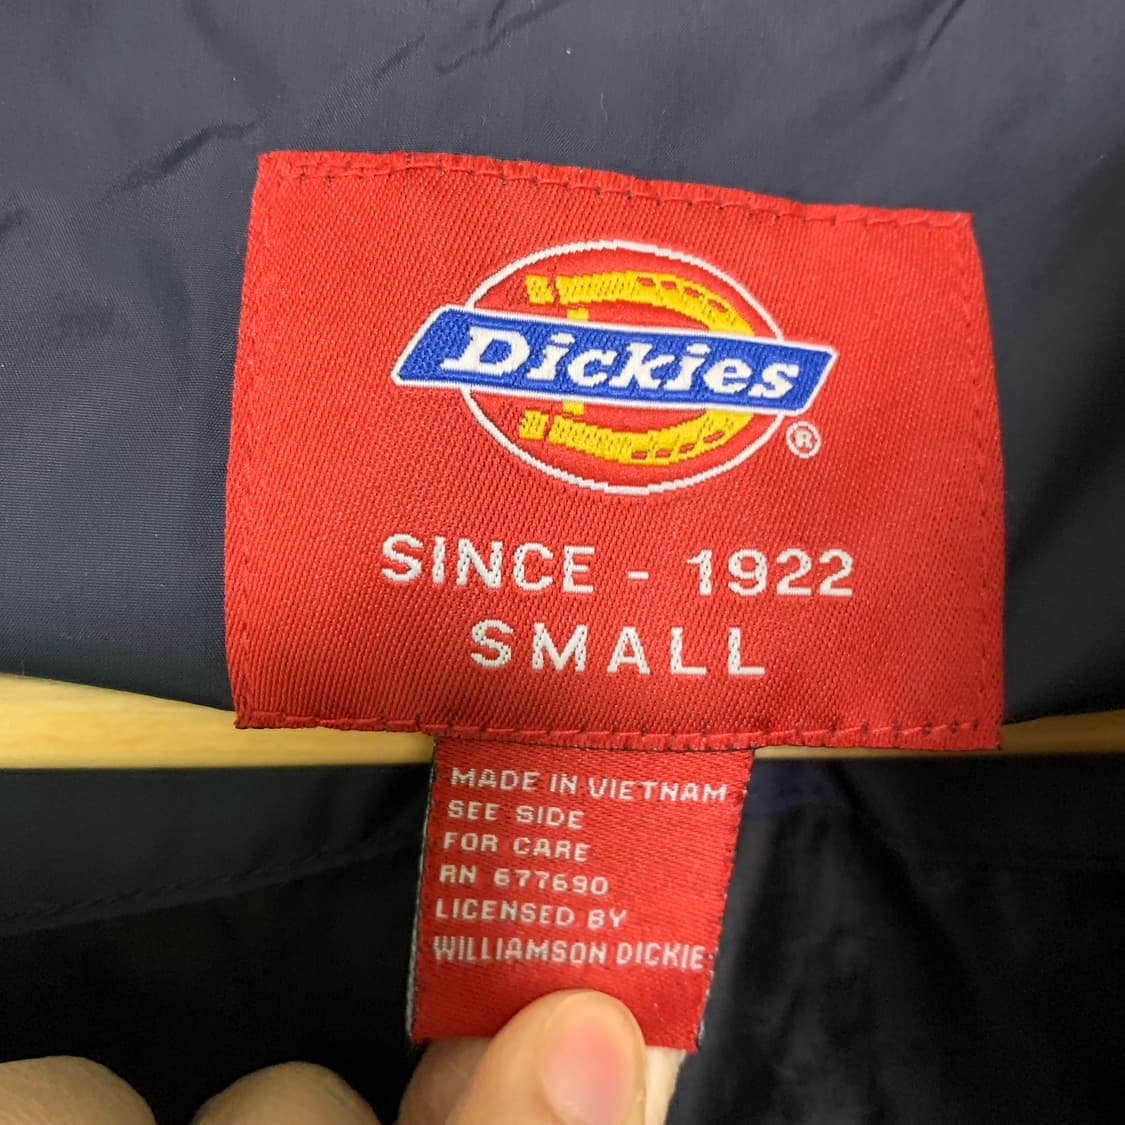 Dickies
®
SINCE - 1922
SMALL
MADE IN VIETNAM
SEE SIDE
FOR CARE
RN 677690
LICENSED BY
WILLIAMSON DICKIE